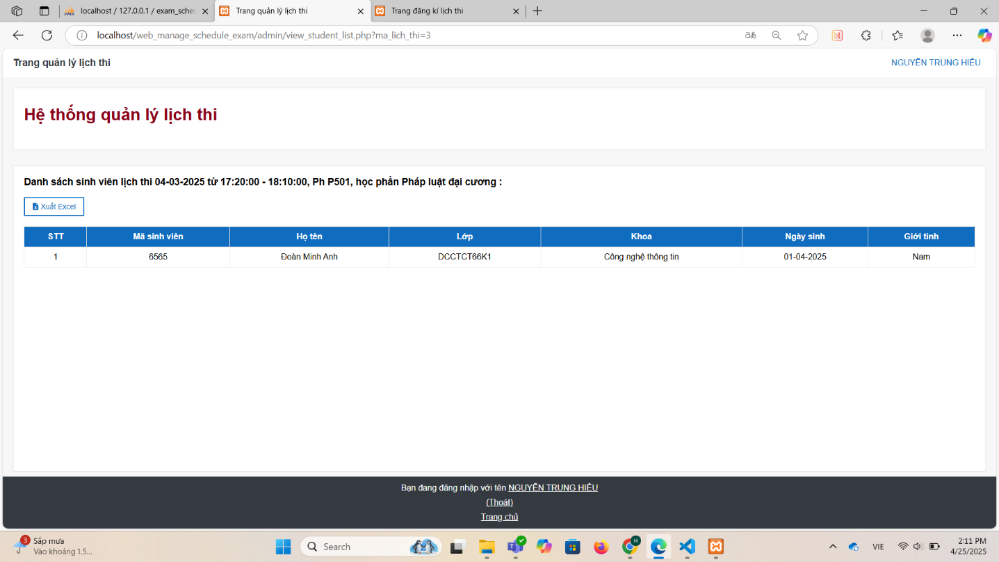 localhost / 127.0.0.1 / exam_sched
Trang quản lý lịch thi
Trang đăng kí lịch thi
localhost/web_manage_schedule_exam/admin/view_student_list.php?ma_lich_thi=3
Trang quản lý lịch thi
NGUYỄN TRUNG HIẾU
Hệ thống quản lý lịch thi
Danh sách sinh viên lịch thi 04-03-2025 từ 17:20:00 - 18:10:00, Ph P501, học phần Pháp luật đại cương :
Xuất Excel
STT Mã sinh viên Họ tên Lớp Khoa Ngày sinh Giới tính
1 6565 Đoàn Minh Anh DCCTCT66K1 Công nghệ thông tin 01-04-2025 Nam
Bạn đang đăng nhập với tên NGUYỄN TRUNG HIẾU
(Thoát)
Trang chủ
3
Sắp mưa
Vào khoảng 1.5...
Search
H
VIE
2:11 PM
4/25/2025